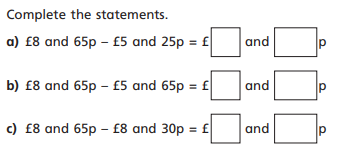 Complete the statements.
a) £8 and 65p – £5 and 25p = £ and p
b) £8 and 65p – £5 and 65p = £ and p
c) £8 and 65p – £8 and 30p = £ and p